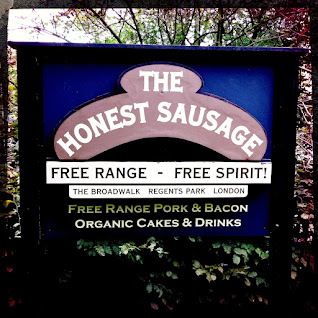 THE
HONEST SAUSAGE
FREE RANGE - FREE SPIRIT!
THE BROADWALK REGENTS PARK LONDON
FREE RANGE PORK & BACON
ORGANIC CAKES & DRINKS